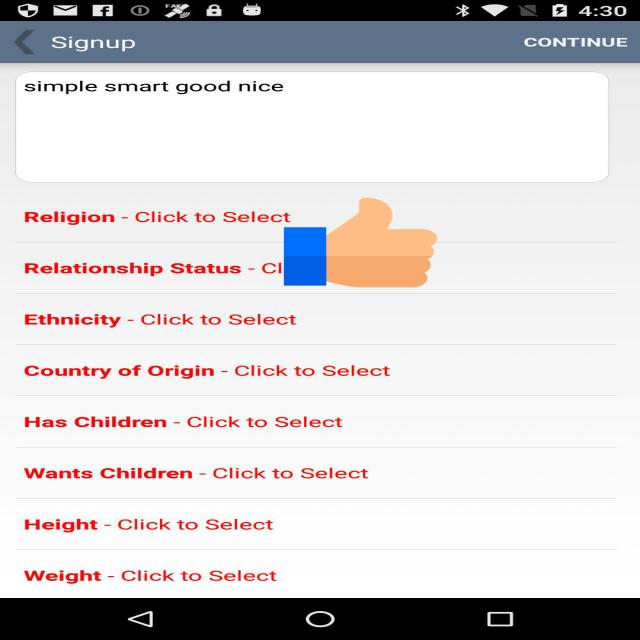 4:30
Signup CONTINUE
simple smart good nice
Religion - Click to Select
Relationship Status - Cl
Ethnicity - Click to Select
Country of Origin - Click to Select
Has Children - Click to Select
Wants Children - Click to Select
Height - Click to Select
Weight - Click to Select